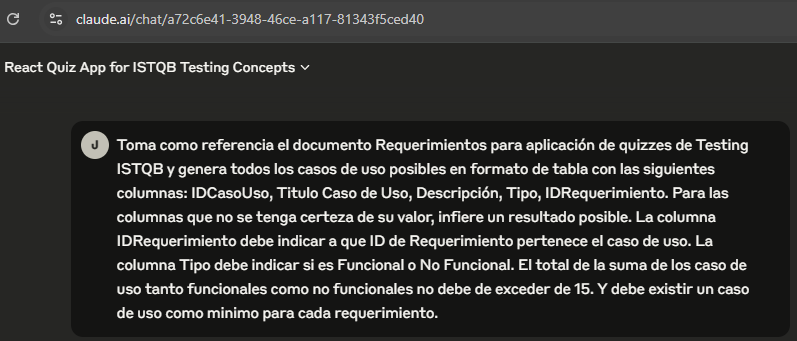 claude.ai/chat/a72c6e41-3948-46ce-a117-81343f5ced40
React Quiz App for ISTQB Testing Concepts
J
Toma como referencia el documento Requerimientos para aplicación de quizzes de Testing
ISTQB y genera todos los casos de uso posibles en formato de tabla con las siguientes
columnas: IDCasoUso, Titulo Caso de Uso, Descripción, Tipo, IDRequerimiento. Para las
columnas que no se tenga certeza de su valor, infiere un resultado posible. La columna
IDRequerimiento debe indicar a que ID de Requerimiento pertenece el caso de uso. La
columna Tipo debe indicar si es Funcional o No Funcional. El total de la suma de los caso de
uso tanto funcionales como no funcionales no debe de exceder de 15. Y debe existir un caso
de uso como minimo para cada requerimiento.